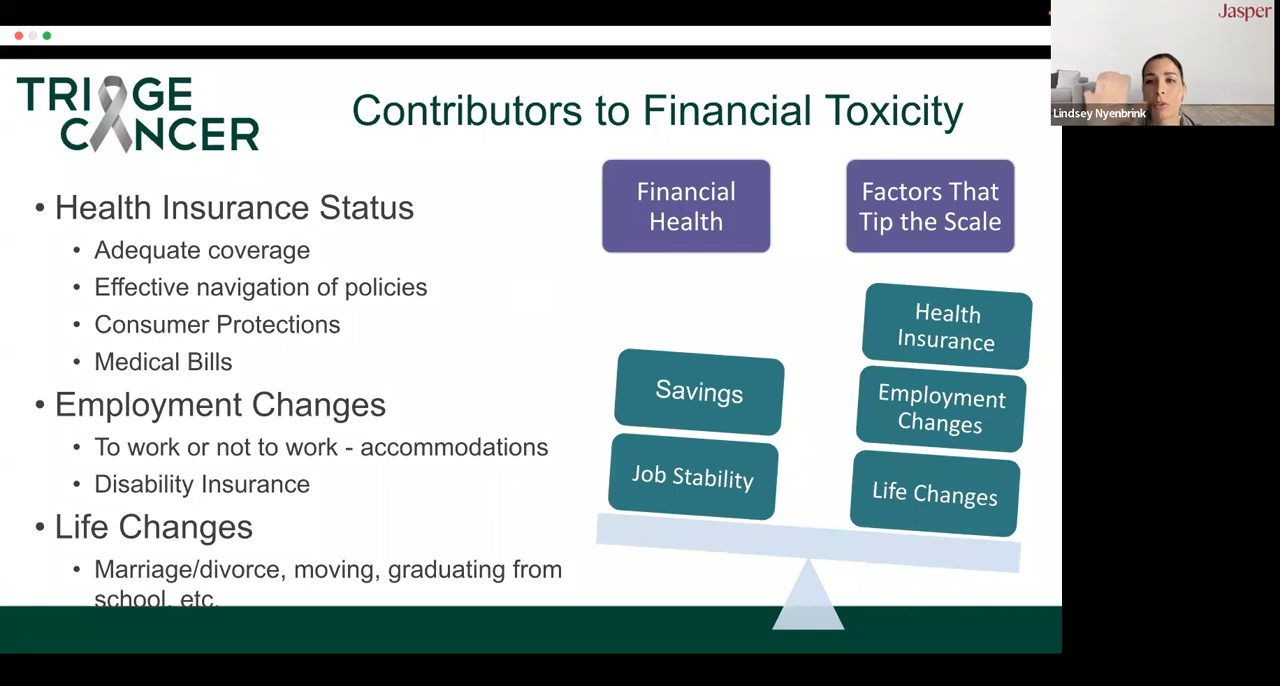 Jasper
Lindsey Nyenbrink
TRIAGE
CANCER
Contributors to Financial Toxicity
• Health Insurance Status
• Adequate coverage
• Effective navigation of policies
• Consumer Protections
• Medical Bills
• Employment Changes
• To work or not to work - accommodations
• Disability Insurance
• Life Changes
• Marriage/divorce, moving, graduating from
school, etc.
Financial
Health
Savings
Job Stability
Factors That
Tip the Scale
Health
Insurance
Employment
Changes
Life Changes